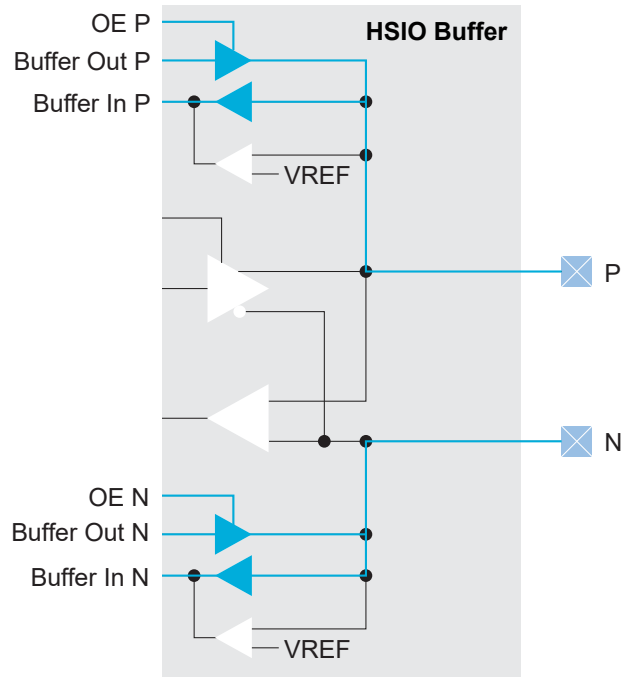 OE P
HSIO Buffer
Buffer Out P
Buffer In P
VREF
P
N
OE N
Buffer Out N
Buffer In N
VREF